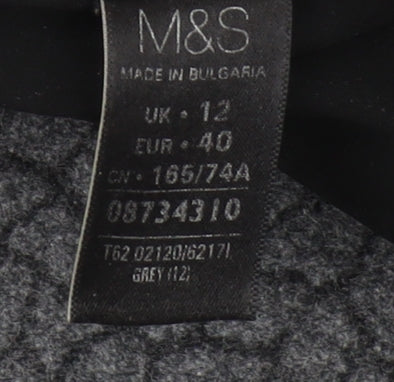 M&S
MADE IN BULGARIA
UK • 12
EUR • 40
CN • 165/74A
08734310
T62 02120/6217I
GREY (12)